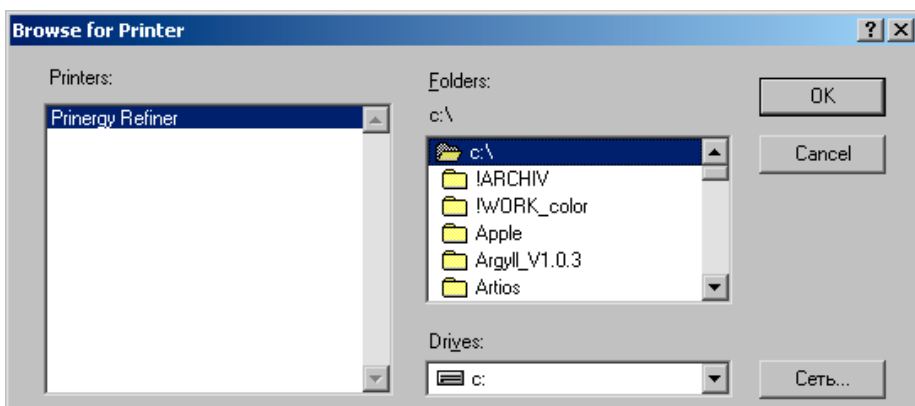 Browse for Printer
Printers:
Prinergy Refiner
Folders:
c:\
c:\
!ARCHIV
!WORK_color
Apple
Argyll_V1.0.3
Artios
Drives:
c:
OK
Cancel
Сеть...